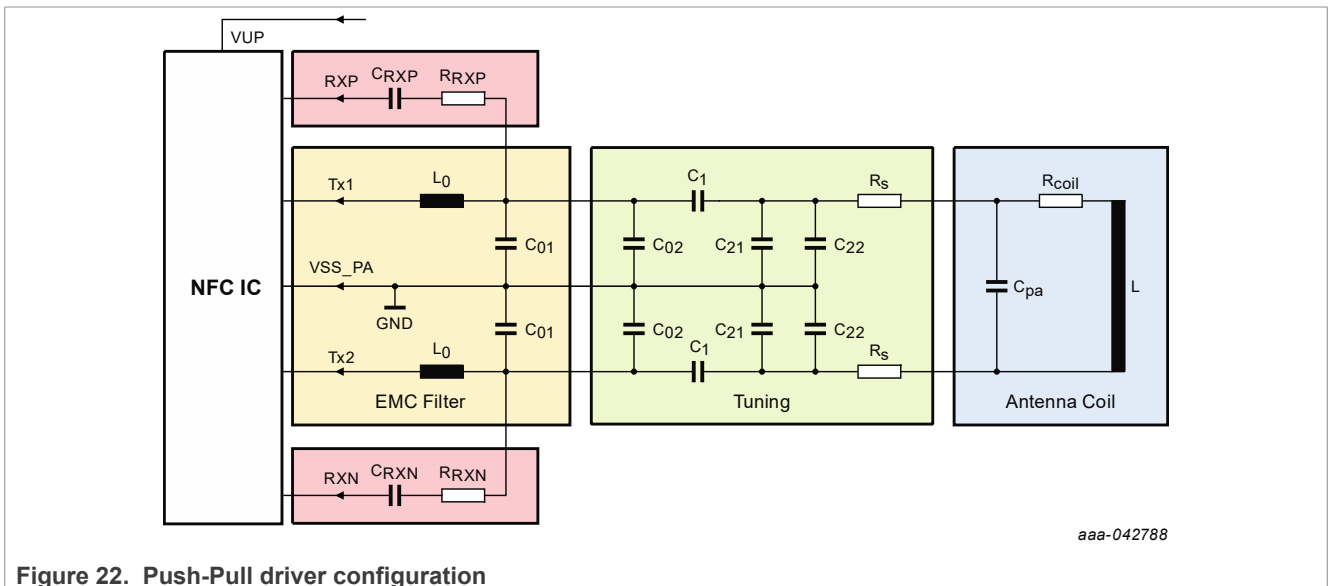 VUP
RXP CRXP RRXP
Tx1 L0 C1 Rs Rcoil
C01 C02 C21 C22
VSS_PA
NFC IC Cpa L
GND
C01 C02 C21 C22
Tx2 L0 C1 Rs
EMC Filter Tuning Antenna Coil
RXN CRXN RRXN
aaa-042788
Figure 22. Push-Pull driver configuration